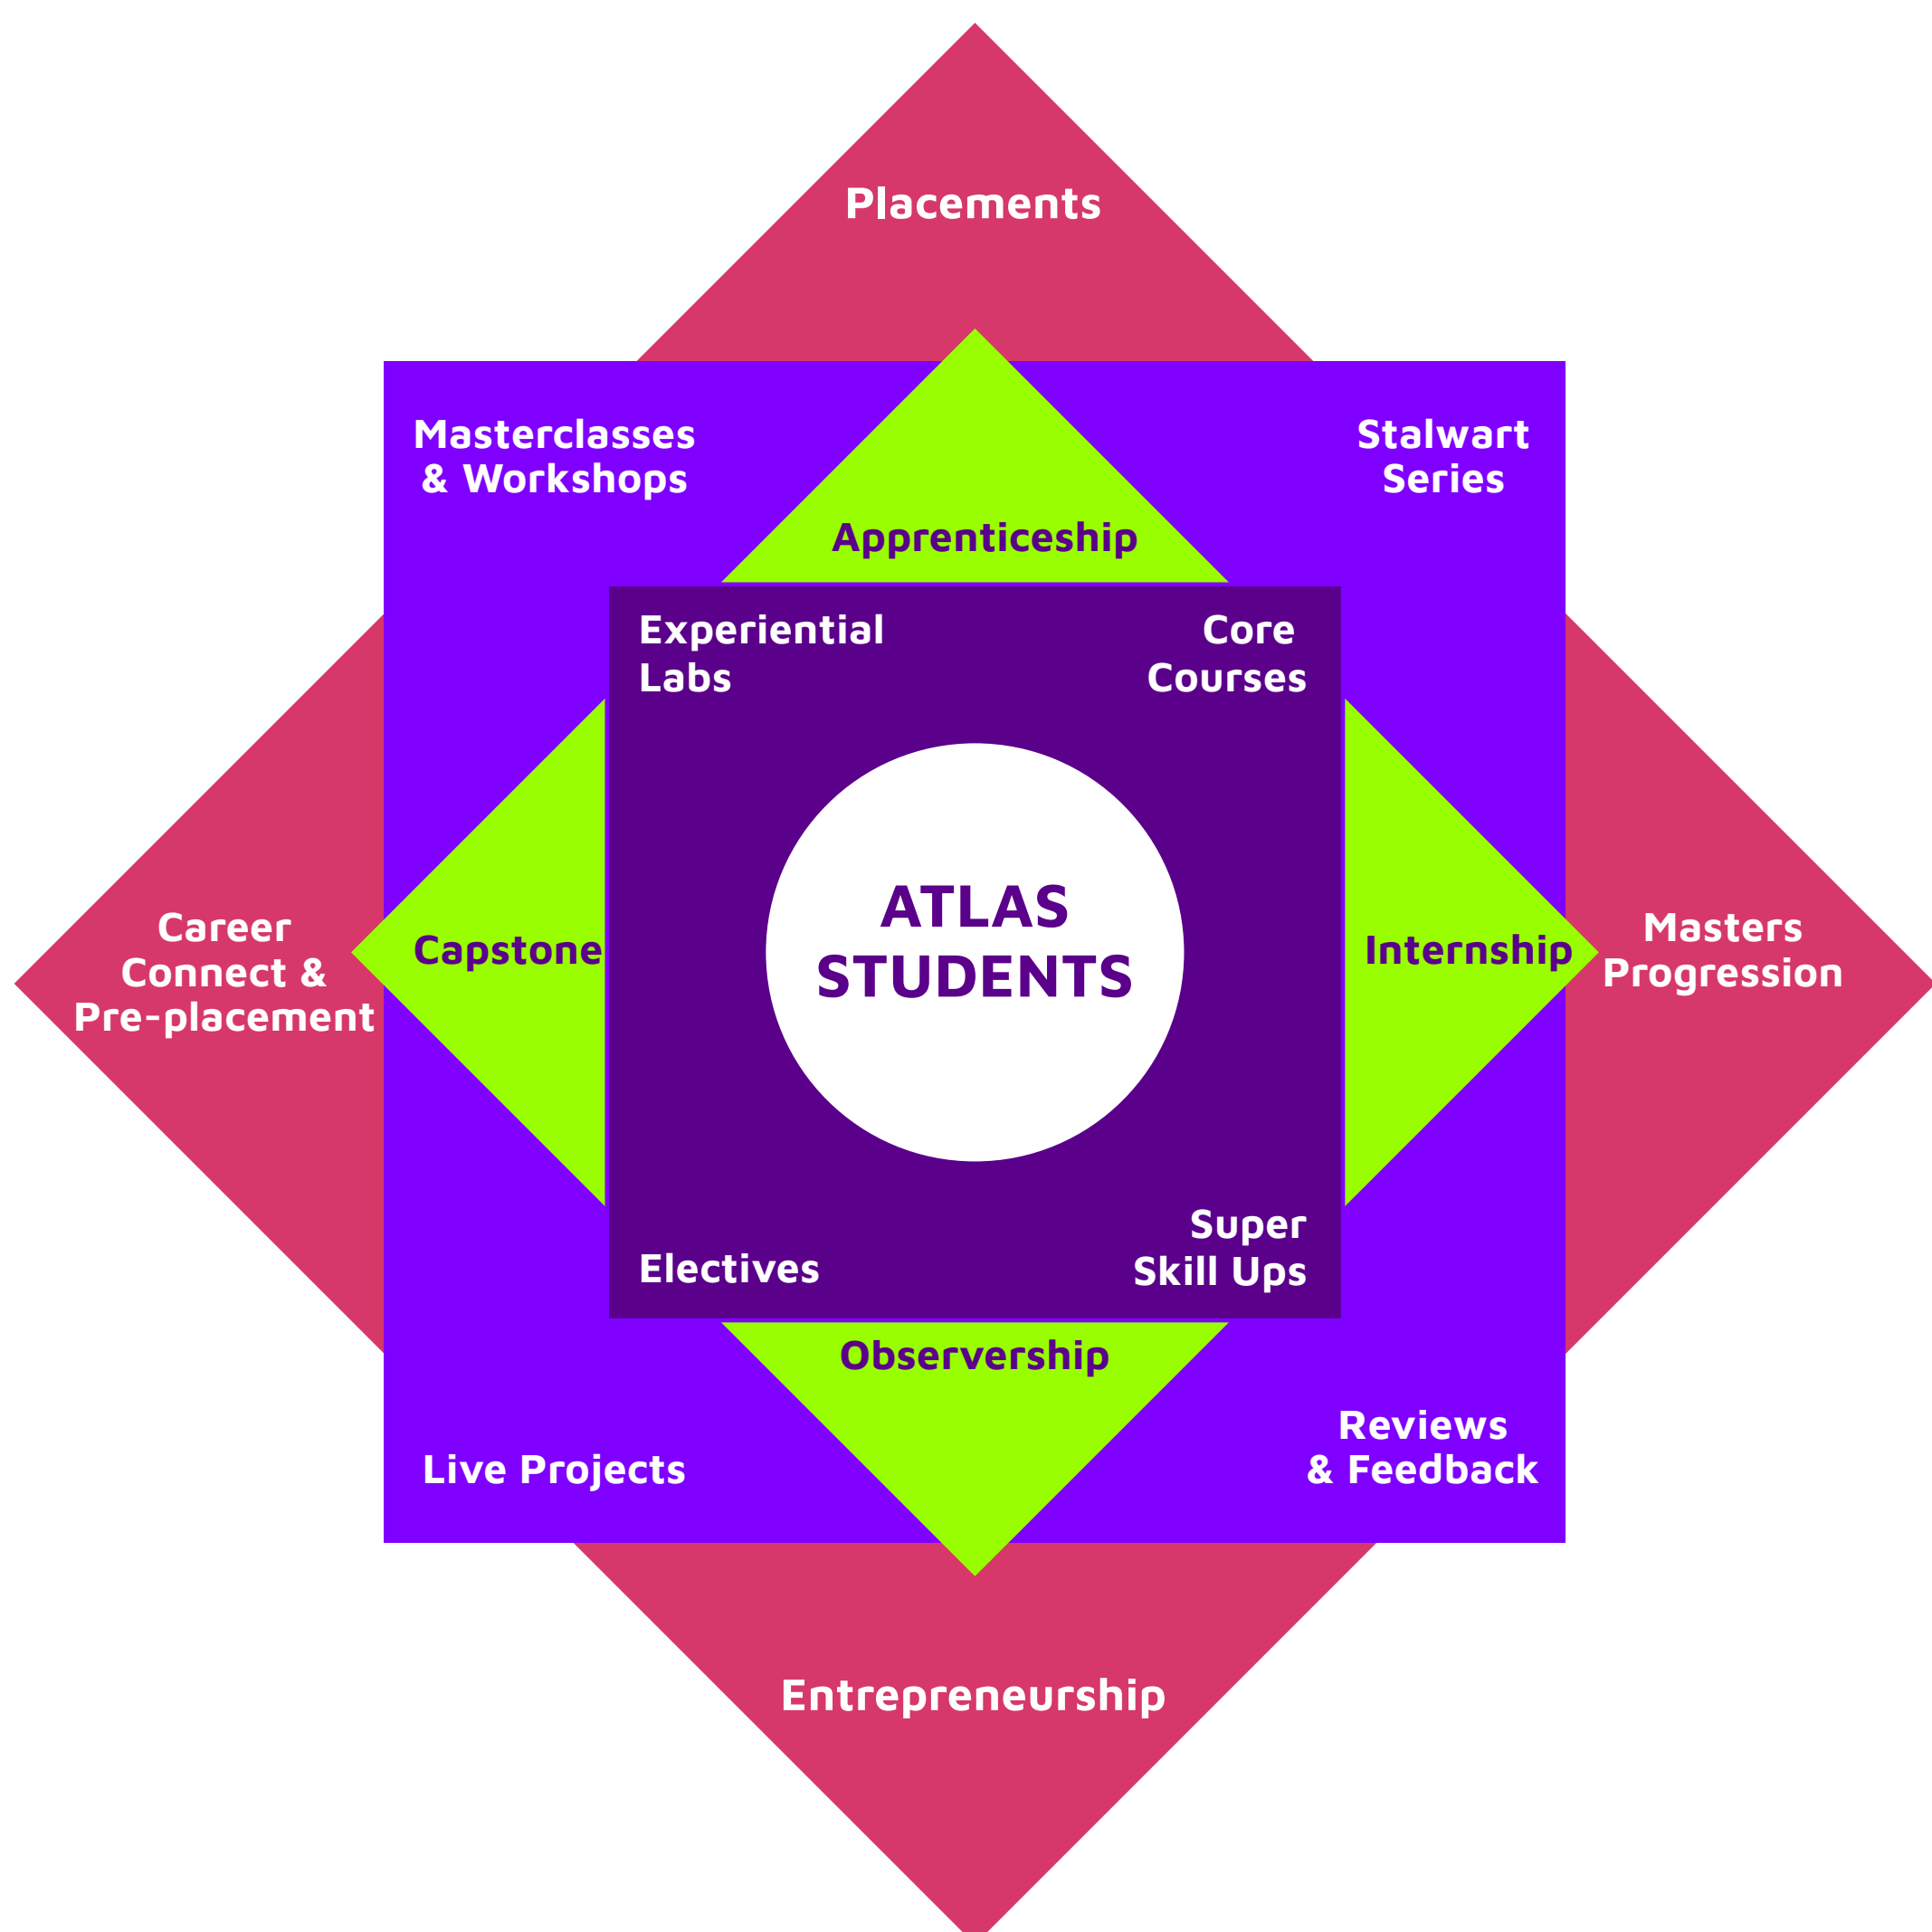 Placements
Masterclasses
& Workshops
Stalwart
Series
Apprenticeship
Experiential
Labs
Core
Courses
Career
Connect &
Pre-placement
Capstone
ATLAS
STUDENTS
Internship
Masters
Progression
Electives
Super
Skill Ups
Observership
Live Projects
Reviews
& Feedback
Entrepreneurship